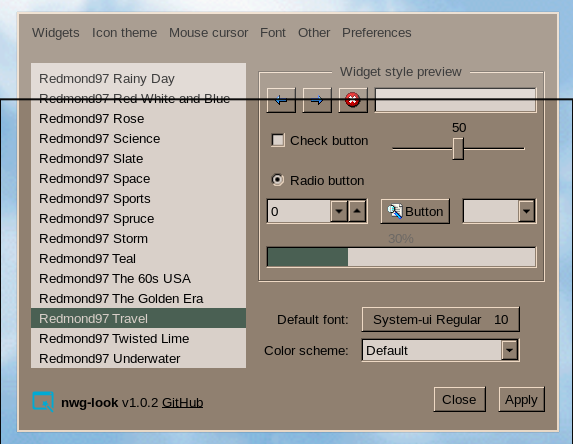 Widgets Icon theme Mouse cursor Font Other Preferences
Redmond97 Rainy Day
Redmond97 Red White and Blue
Redmond97 Rose
Redmond97 Science
Redmond97 Slate
Redmond97 Space
Redmond97 Sports
Redmond97 Spruce
Redmond97 Storm
Redmond97 Teal
Redmond97 The 60s USA
Redmond97 The Golden Era
Redmond97 Travel
Redmond97 Twisted Lime
Redmond97 Underwater
Widget style preview
50
Check button
Radio button
0 Button
30%
Default font: System-ui Regular 10
Color scheme: Default
nwg-look v1.0.2 GitHub
Close Apply